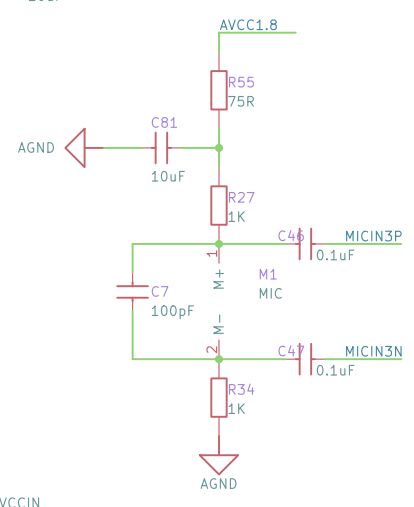 AVCC1.8
R55
75R
C81
AGND
10uF
R27
1K
C46
MICIN3P
0.1uF
1
M+
M1
MIC
C7
100pF
M-
2
C47
MICIN3N
0.1uF
R34
1K
AGND
VCCIN